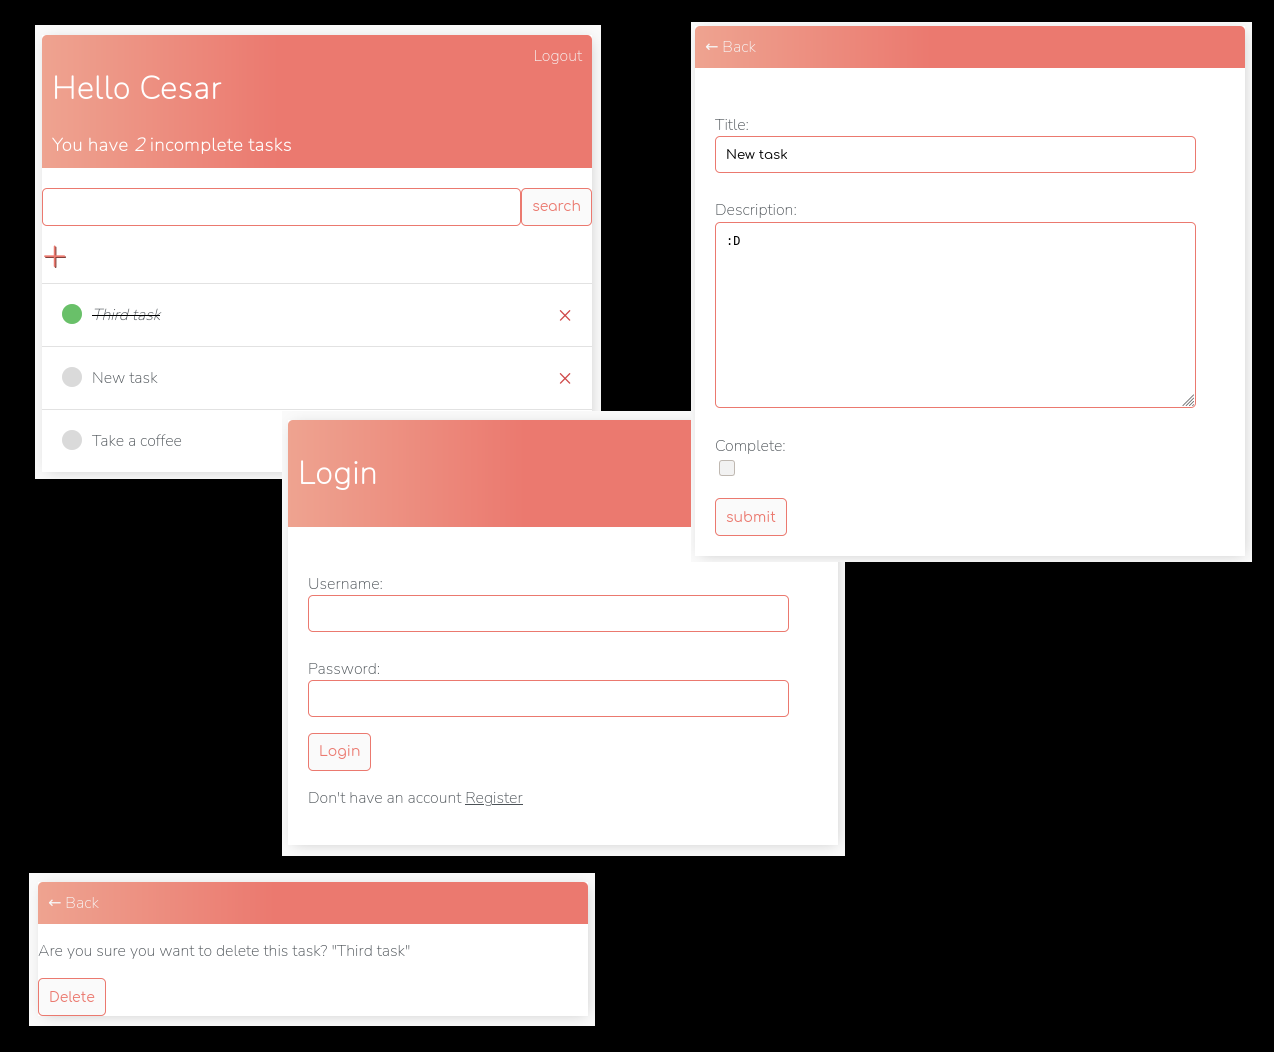 Logout
Hello Cesar
You have 2 incomplete tasks
search
Third task
New task
Take a coffee
← Back
Title:
New task
Description:
:D
Complete:
submit
Login
Username:
Password:
Login
Don't have an account Register
← Back
Are you sure you want to delete this task? "Third task"
Delete